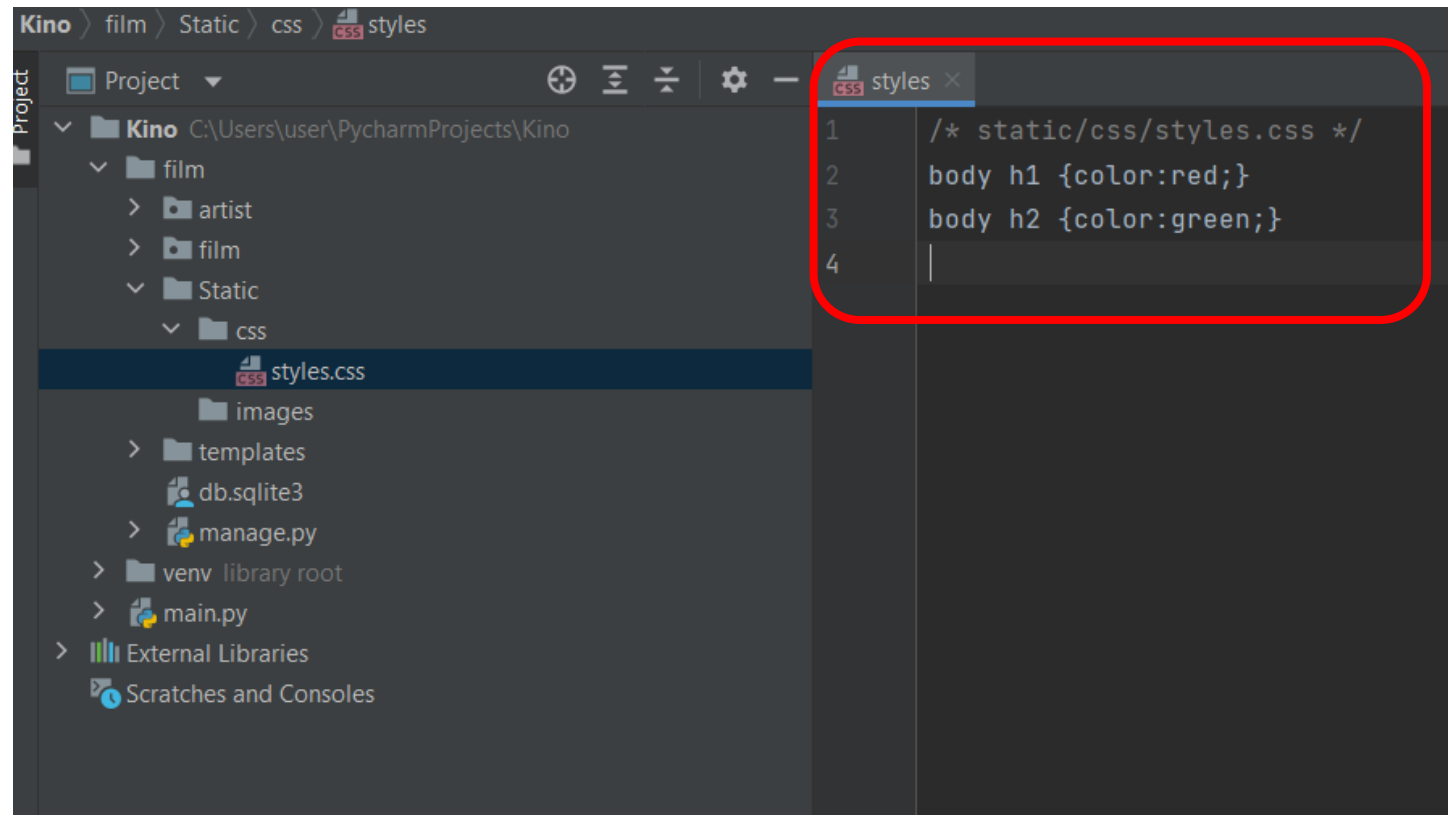 Kino film Static css styles
Project
Project
styles
Kino C:\Users\user\PycharmProjects\Kino
film
artist
film
Static
css
styles.css
images
templates
db.sqlite3
manage.py
venv library root
main.py
External Libraries
Scratches and Consoles
1 /* static/css/styles.css */
2 body h1 {color:red;}
3 body h2 {color:green;}
4